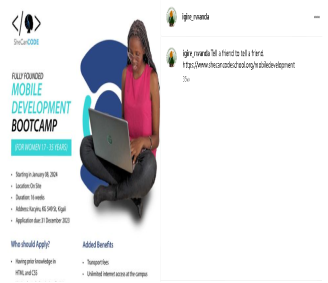 SheCanCODE
FULLY FOUNDED
MOBILE
DEVELOPMENT
BOOTCAMP
(FOR WOMEN 17 - 35 YEARS)
• Starting in January 08, 2024
• Location: On Site
• Duration: 16 weeks
• Address: Kacyiru, KG 549 St, Kigali
• Application due: 31 December 2023
Who should Apply?
• Having prior knowledge in
HTML and CSS
Added Benefits
• Transport fees
• Unlimited internet access at the campus
ligire_rwanda
ligire_rwanda Tell a friend to tell a friend.
https://www.shecancodeschool.org/mobiledevelopment